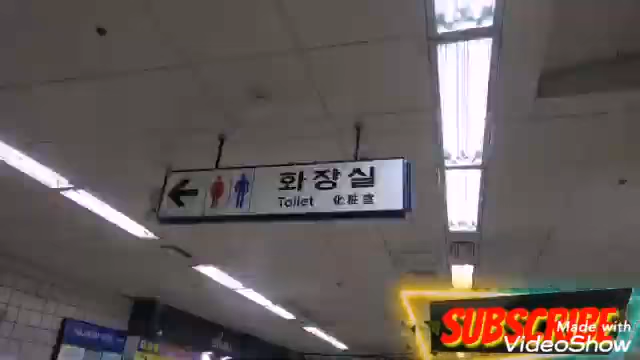 화장실
Toilet 化粧室
SUBSCRIBE
Made with
VideoShow